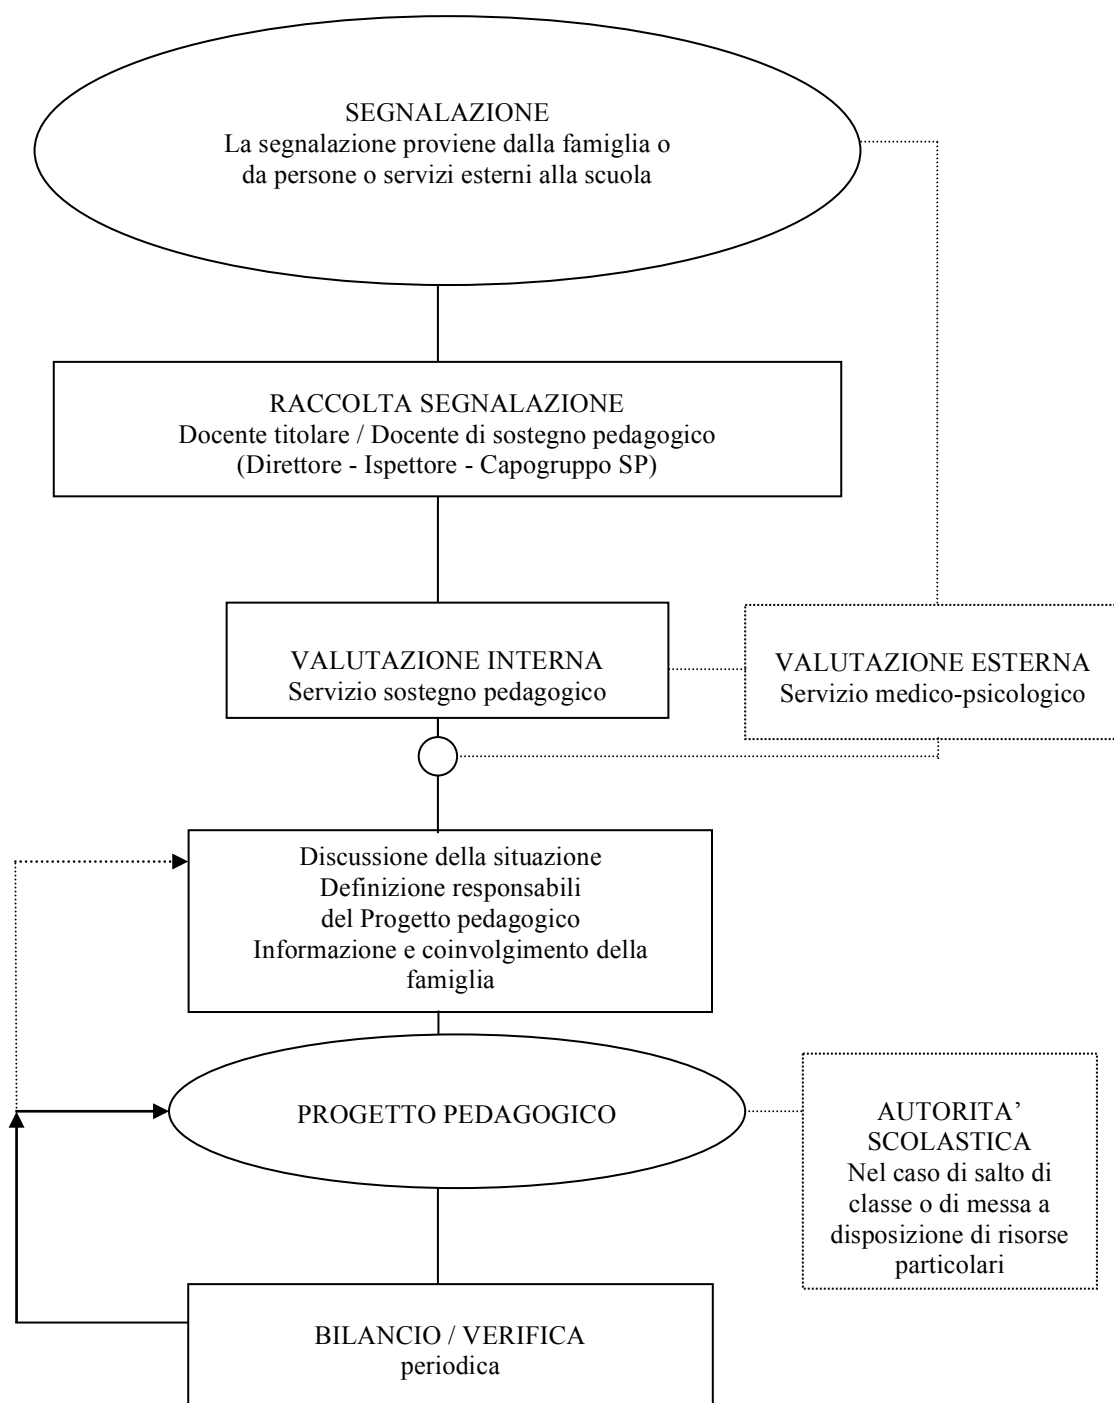 SEGNALAZIONE
La segnalazione proviene dalla famiglia o
da persone o servizi esterni alla scuola
RACCOLTA SEGNALAZIONE
Docente titolare / Docente di sostegno pedagogico
(Direttore - Ispettore - Capogruppo SP)
VALUTAZIONE INTERNA
Servizio sostegno pedagogico
VALUTAZIONE ESTERNA
Servizio medico-psicologico
Discussione della situazione
Definizione responsabili
del Progetto pedagogico
Informazione e coinvolgimento della
famiglia
PROGETTO PEDAGOGICO
AUTORITA’
SCOLASTICA
Nel caso di salto di
classe o di messa a
disposizione di risorse
particolari
BILANCIO / VERIFICA
periodica